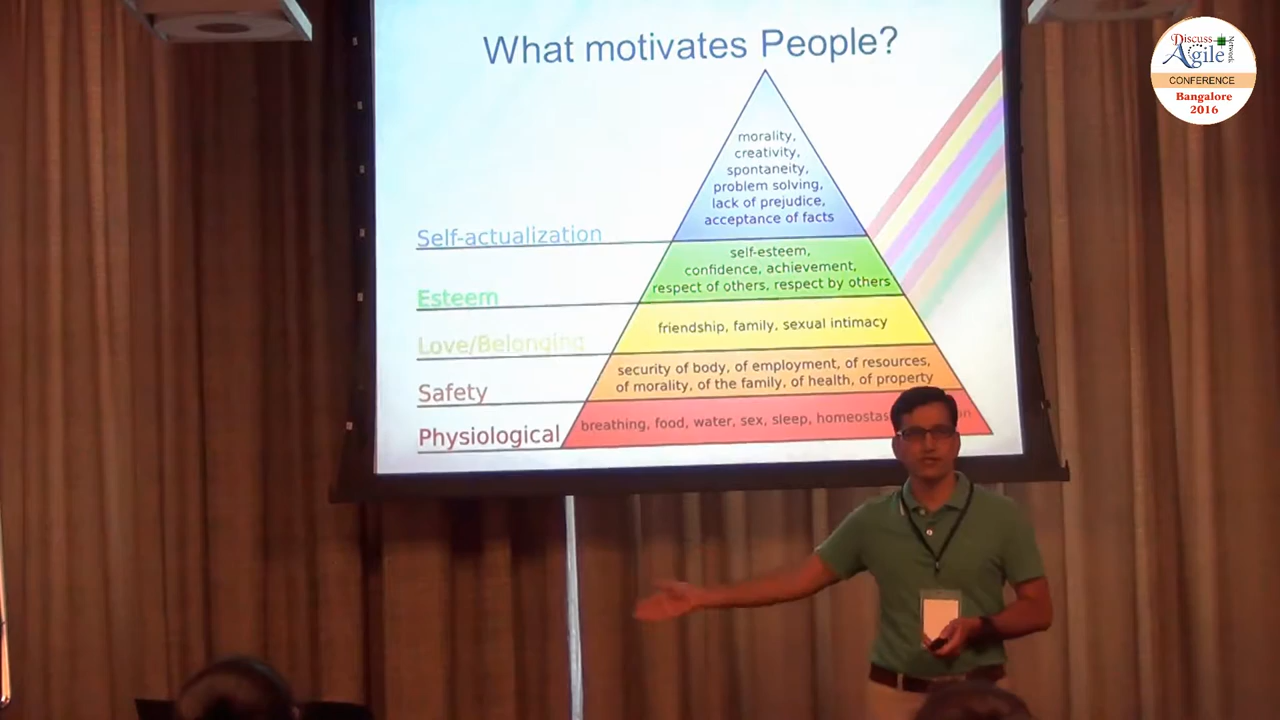 What motivates People?
morality,
creativity,
spontaneity,
problem solving,
lack of prejudice,
acceptance of facts
Self-actualization
self-esteem,
confidence, achievement,
respect of others, respect by others
Esteem
friendship, family, sexual intimacy
Love/Belonging
security of body, of employment, of resources,
of morality, of the family, of health, of property
Safety
breathing, food, water, sex, sleep,
Physiological
Discuss
Agile
Network
CONFERENCE
Bangalore
2016